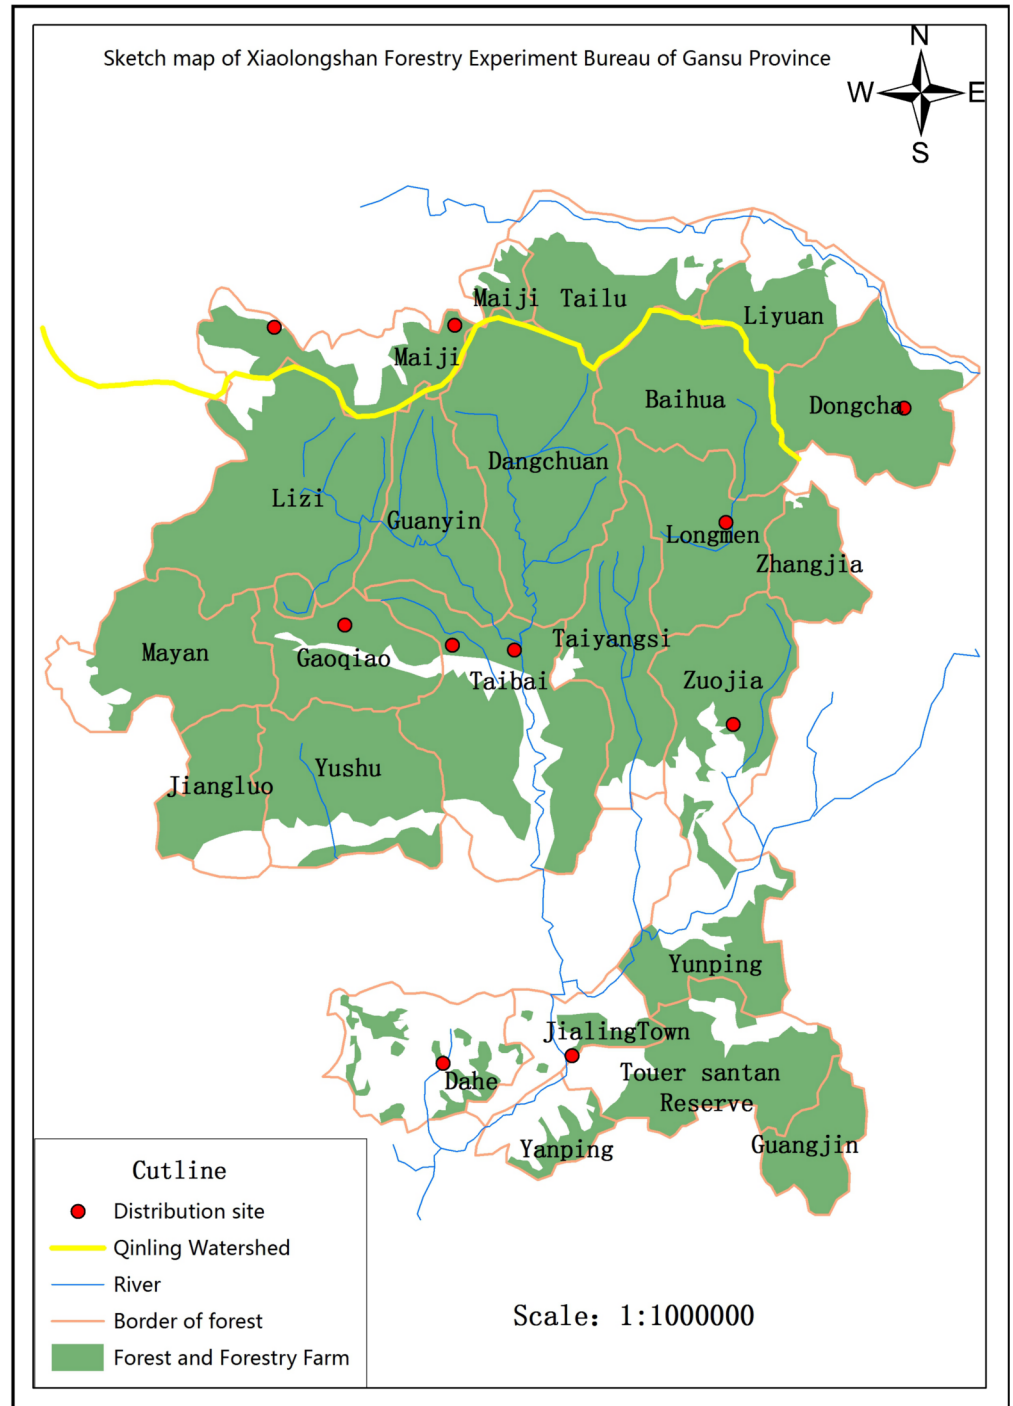 N
Sketch map of Xiaolongshan Forestry Experiment Bureau of Gansu Province
W E
S
Maiji Tailu
Liyuan
Maiji
Baihua Dongcha
Dangchuan
Lizi
Guanyin
Longmen
Zhangjia
Taiyangsi
Mayan Gaoqiao
Taibai Zuojia
Yushu
Jiangluo
Yunping
JialingTown
Dahe Touer santan
Reserve
Yanping Guangjin
Cutline
Distribution site
Qinling Watershed
River
Border of forest
Forest and Forestry Farm
Scale: 1:1000000